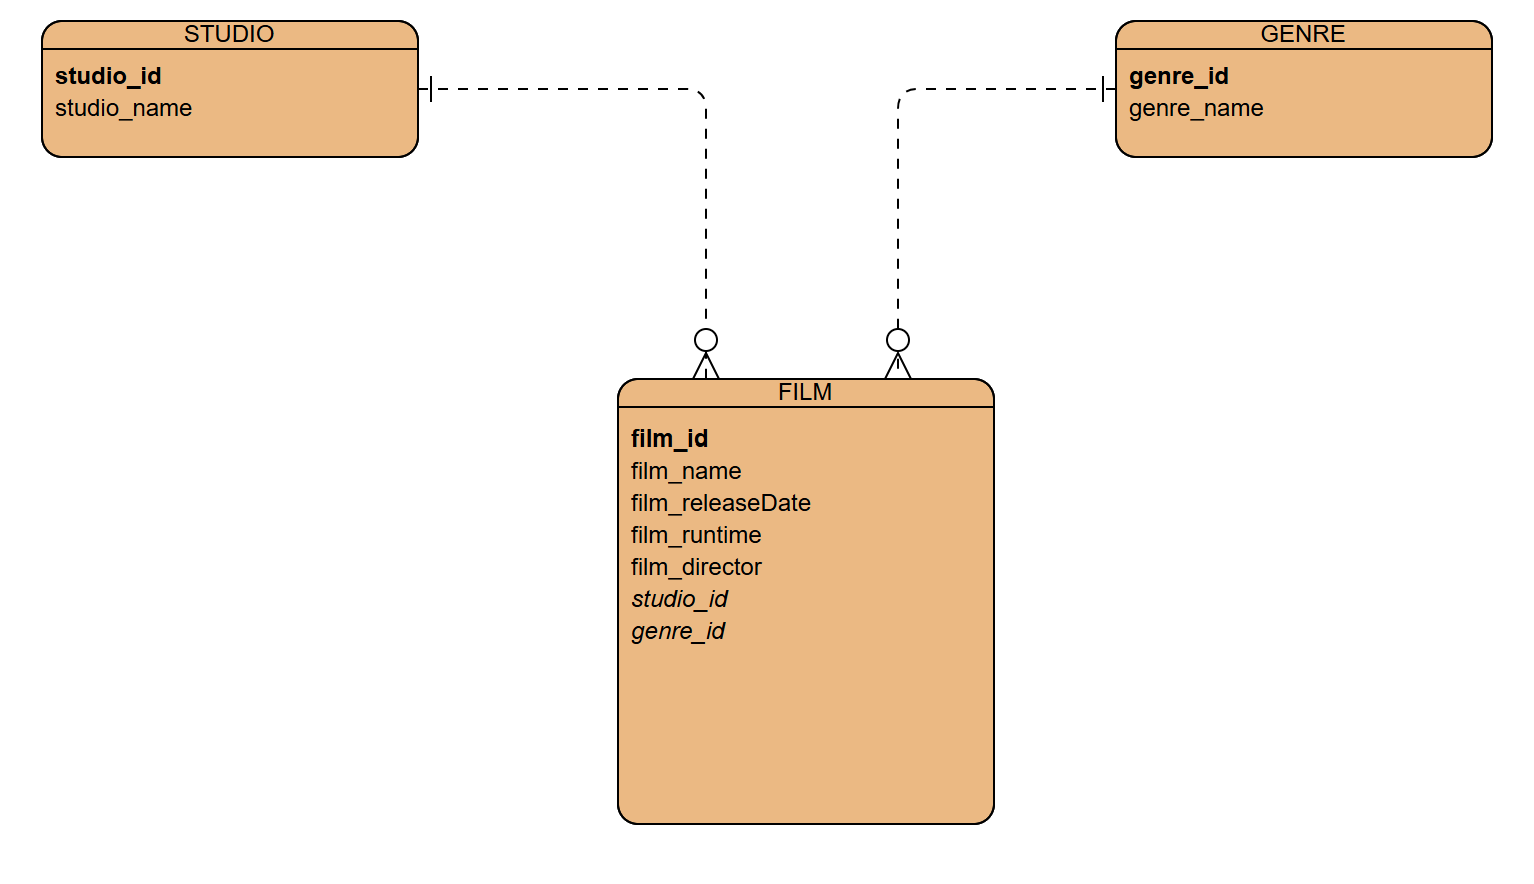 STUDIO
studio_id
studio_name
GENRE
genre_id
genre_name
FILM
film_id
film_name
film_releaseDate
film_runtime
film_director
studio_id
genre_id